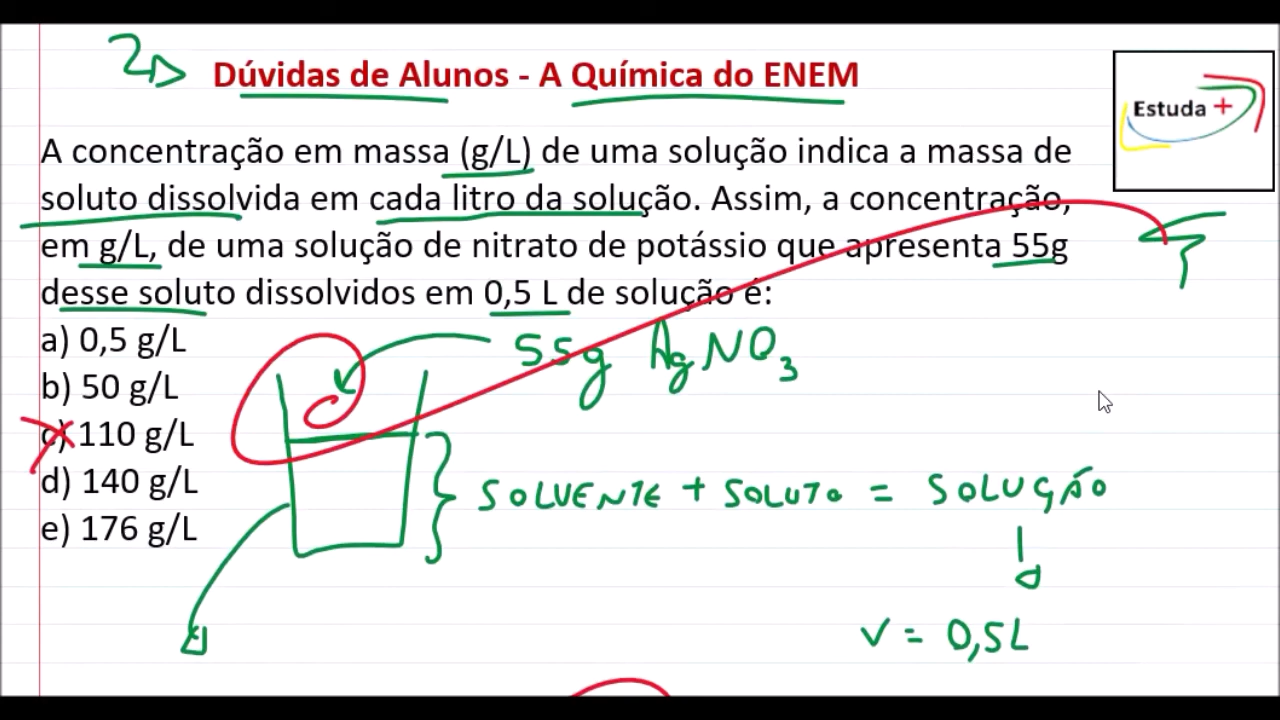 Dúvidas de Alunos - A Química do ENEM
Estuda +
A concentração em massa (g/L) de uma solução indica a massa de
soluto dissolvida em cada litro da solução. Assim, a concentração,
em g/L, de uma solução de nitrato de potássio que apresenta 55g
desse soluto dissolvidos em 0,5 L de solução é:
a) 0,5 g/L
b) 50 g/L
c) 110 g/L
d) 140 g/L
e) 176 g/L
55g AgNO3
SOLVENTE + SOLUTO = SOLUÇÃO
V = 0,5L